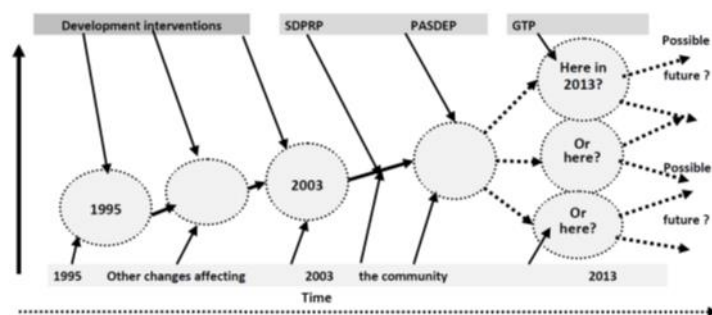 Development interventions SDPRP PASDEP GTP
Possible
Here in
2013?
future ?
Or
here?
Possible
2003
1995
Or
here?
future ?
1995 Other changes affecting 2003 the community 2013
Time